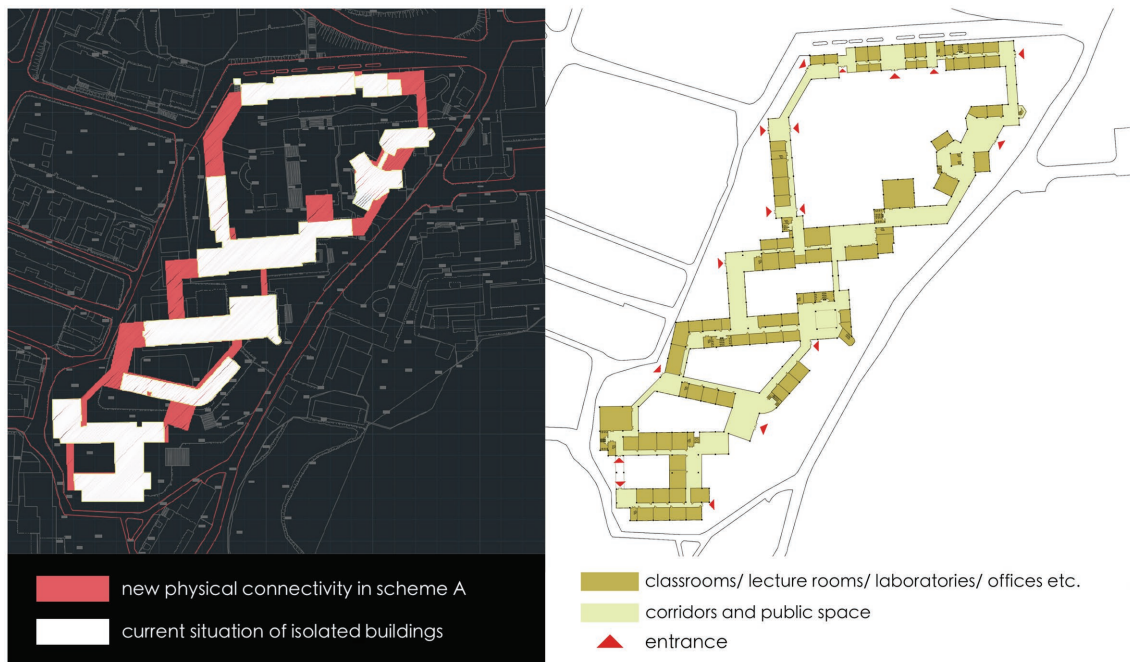 new physical connectivity in scheme A
current situation of isolated buildings
classrooms/ lecture rooms/ laboratories/ offices etc.
corridors and public space
entrance